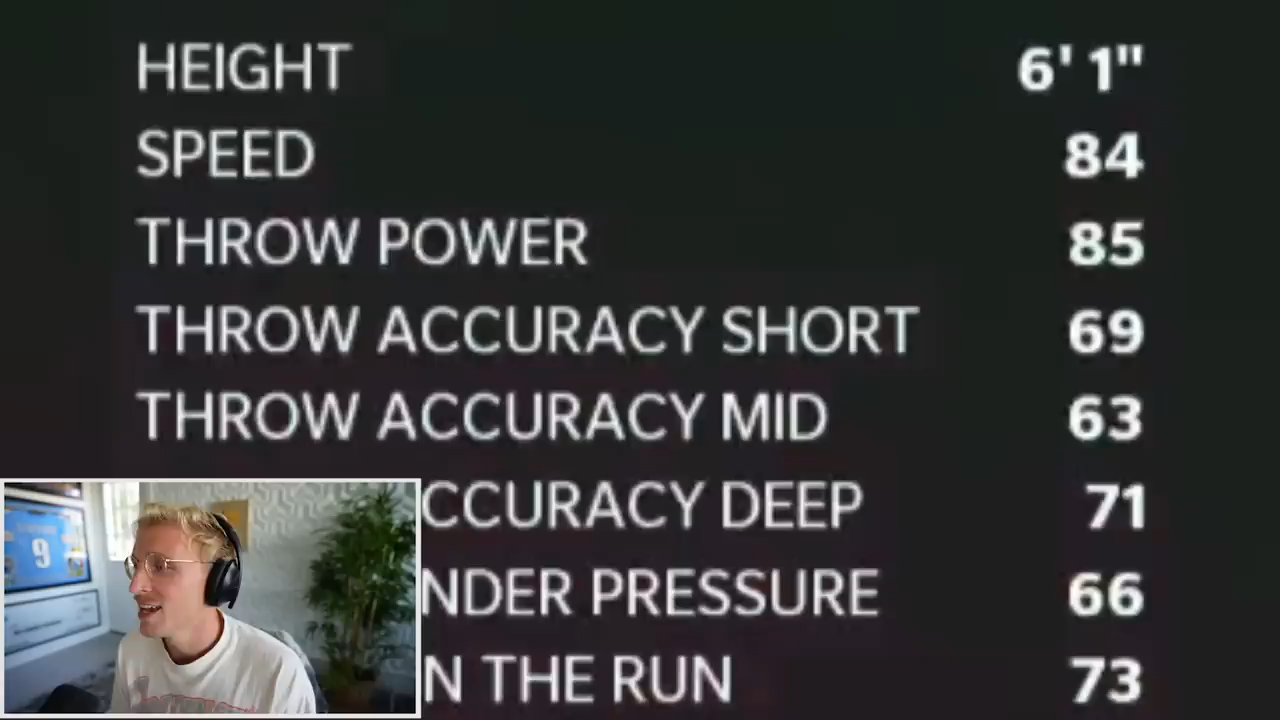 HEIGHT 6' 1"
SPEED 84
THROW POWER 85
THROW ACCURACY SHORT 69
THROW ACCURACY MID 63
CCURACY DEEP 71
NDER PRESSURE 66
N THE RUN 73
9